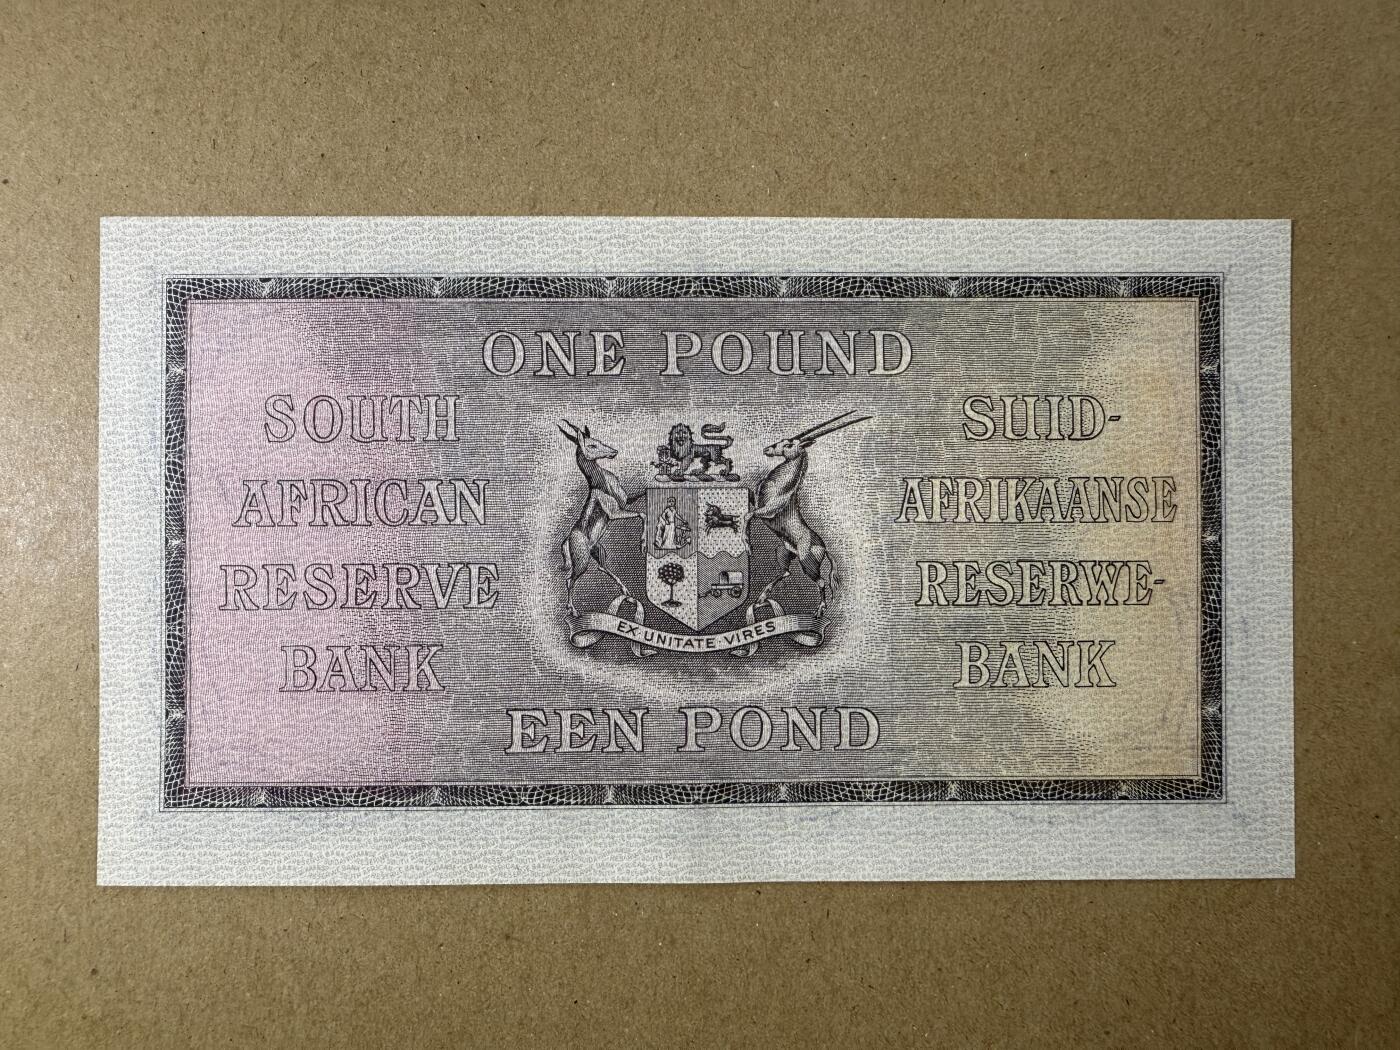 ONE POUND
SOUTH
AFRICAN
RESERVE
BANK
SUID-
AFRIKAANSE
RESERWE-
BANK
EX UNITATE VIRES
EEN POND